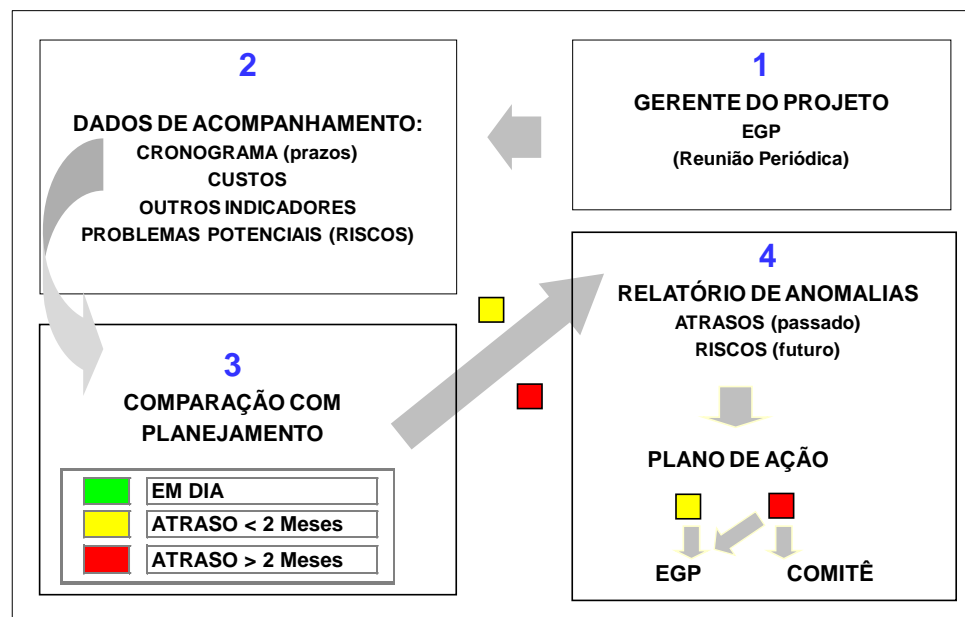 1
GERENTE DO PROJETO
EGP
(Reunião Periódica)
2
DADOS DE ACOMPANHAMENTO:
CRONOGRAMA (prazos)
CUSTOS
OUTROS INDICADORES
PROBLEMAS POTENCIAIS (RISCOS)
3
COMPARAÇÃO COM
PLANEJAMENTO
EM DIA
ATRASO < 2 Meses
ATRASO > 2 Meses
4
RELATÓRIO DE ANOMALIAS
ATRASOS (passado)
RISCOS (futuro)
PLANO DE AÇÃO
EGP
COMITÊ